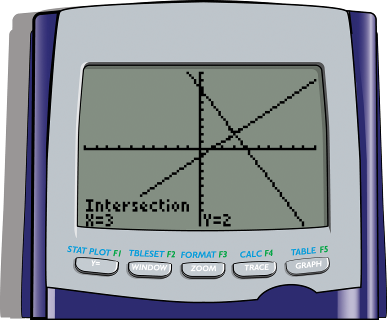 Intersection
X=3 Y=2
STAT PLOT F1 TBLSET F2 FORMAT F3 CALC F4 TABLE F5
Y= WINDOW ZOOM TRACE GRAPH